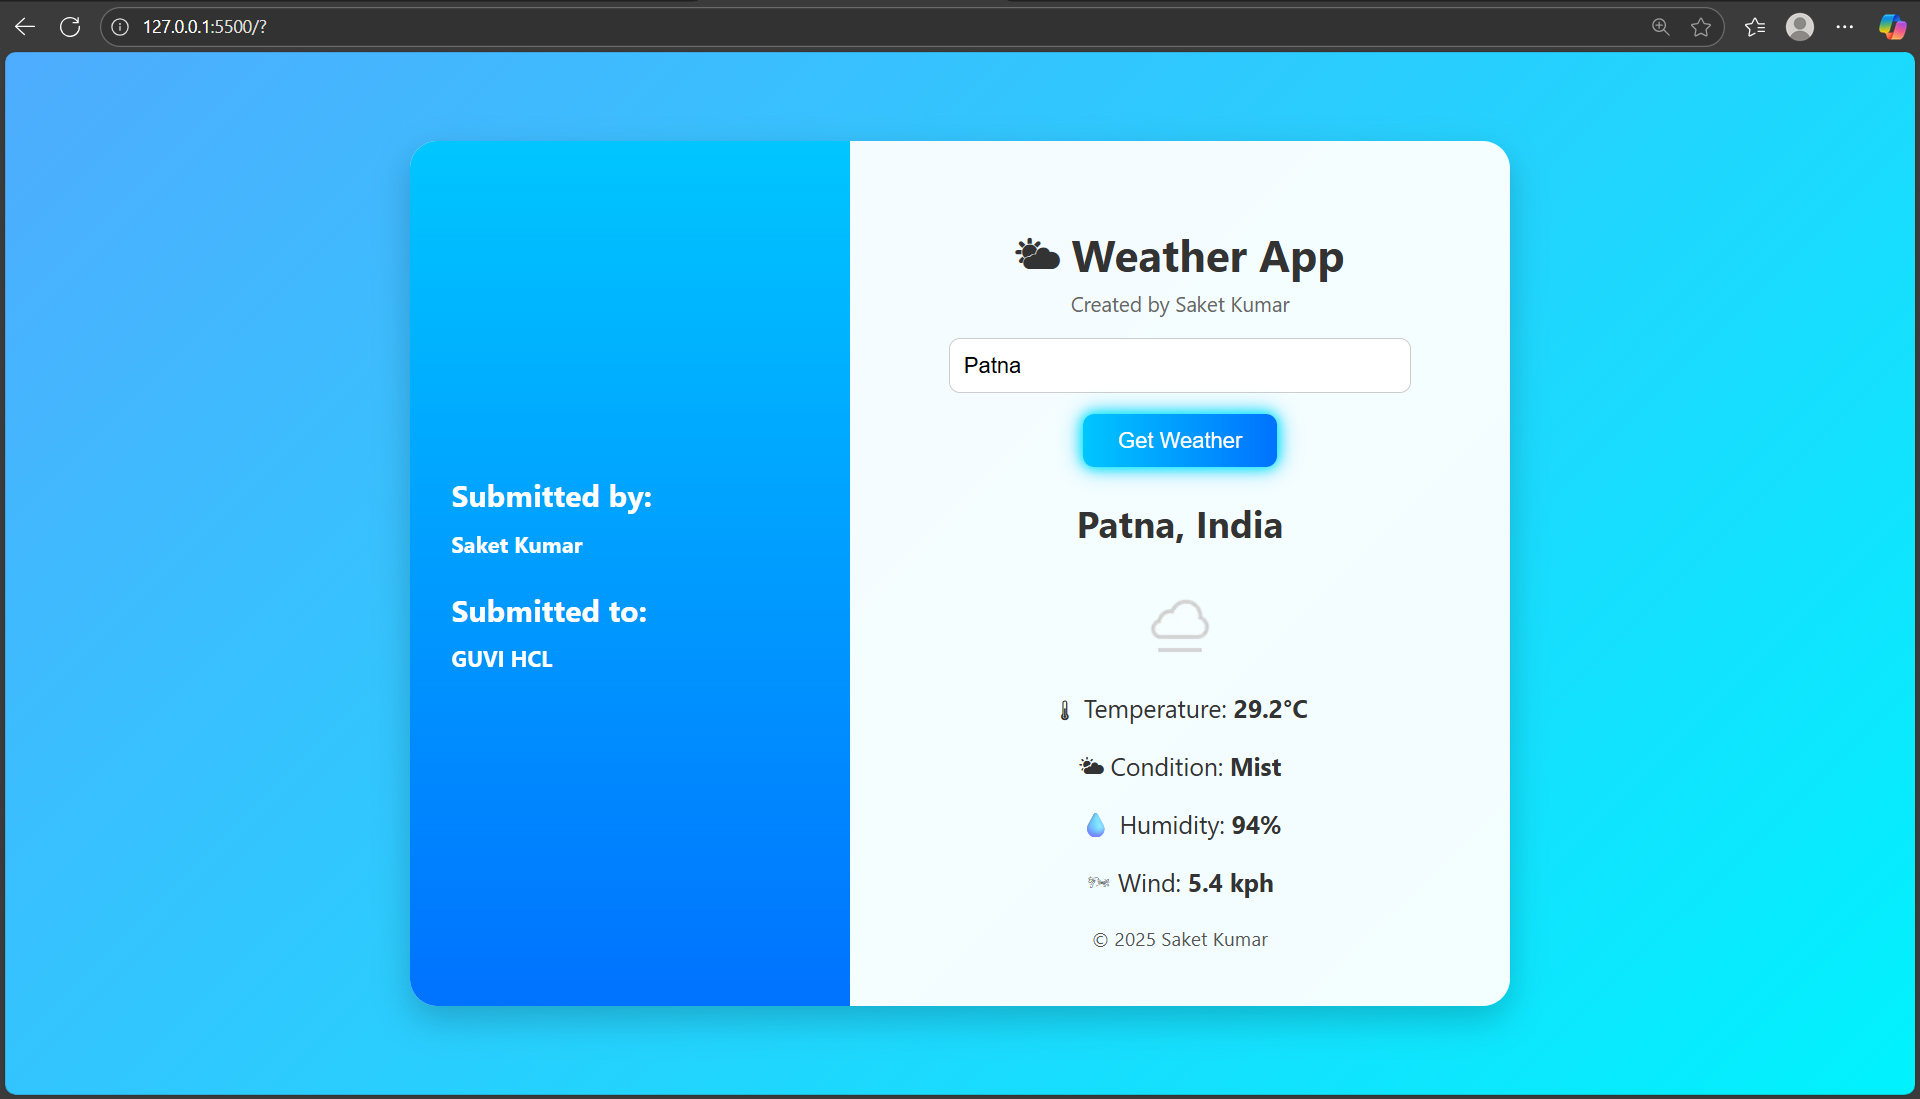 127.0.0.1:5500/?
Submitted by:
Saket Kumar
Submitted to:
GUVI HCL
🌥 Weather App
Created by Saket Kumar
Patna
Get Weather
Patna, India
🌡 Temperature: 29.2°C
🌥 Condition: Mist
💧 Humidity: 94%
🌬 Wind: 5.4 kph
© 2025 Saket Kumar